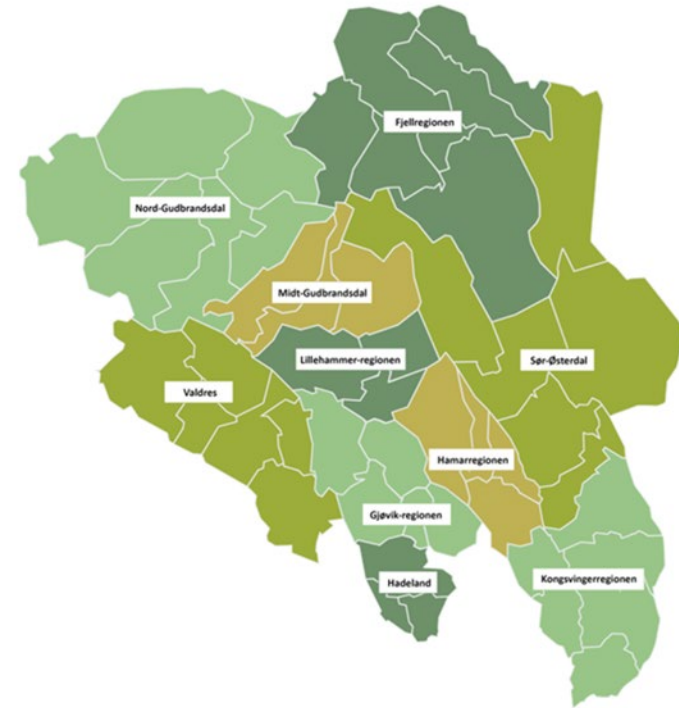 Fjellregionen
Nord-Gudbrandsdal
Midt-Gudbrandsdal
Lillehammer-regionen
Sør-Østerdal
Valdres
Hamarregionen
Gjøvik-regionen
Hadeland
Kongsvingerregionen